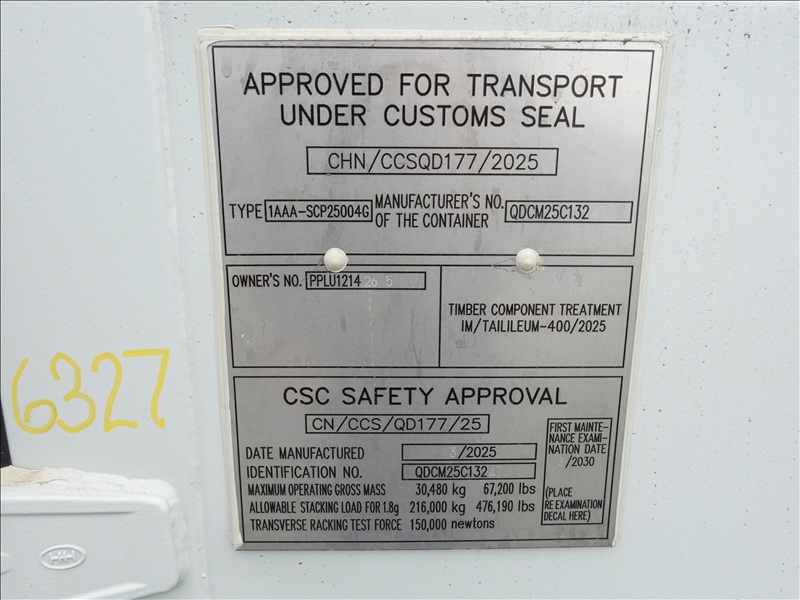 APPROVED FOR TRANSPORT
UNDER CUSTOMS SEAL
CHN/CCSQD177/2025
TYPE 1AAA-SCP25004G MANUFACTURER'S NO. OF THE CONTAINER QDCM25C132
OWNER'S NO. PPLU1214265
TIMBER COMPONENT TREATMENT
IM/TAILILEUM-400/2025
6327
CSC SAFETY APPROVAL
CN/CCS/QD177/25
DATE MANUFACTURED 3/2025
IDENTIFICATION NO. QDCM25C132
MAXIMUM OPERATING GROSS MASS 30,480 kg 67,200 lbs
ALLOWABLE STACKING LOAD FOR 1.8g 216,000 kg 476,190 lbs
TRANSVERSE RACKING TEST FORCE 150,000 newtons
FIRST MAINTE-
NANCE EXAMI-
NATION DATE
/2030
(PLACE
RE EXAMINATION
DECAL HERE)